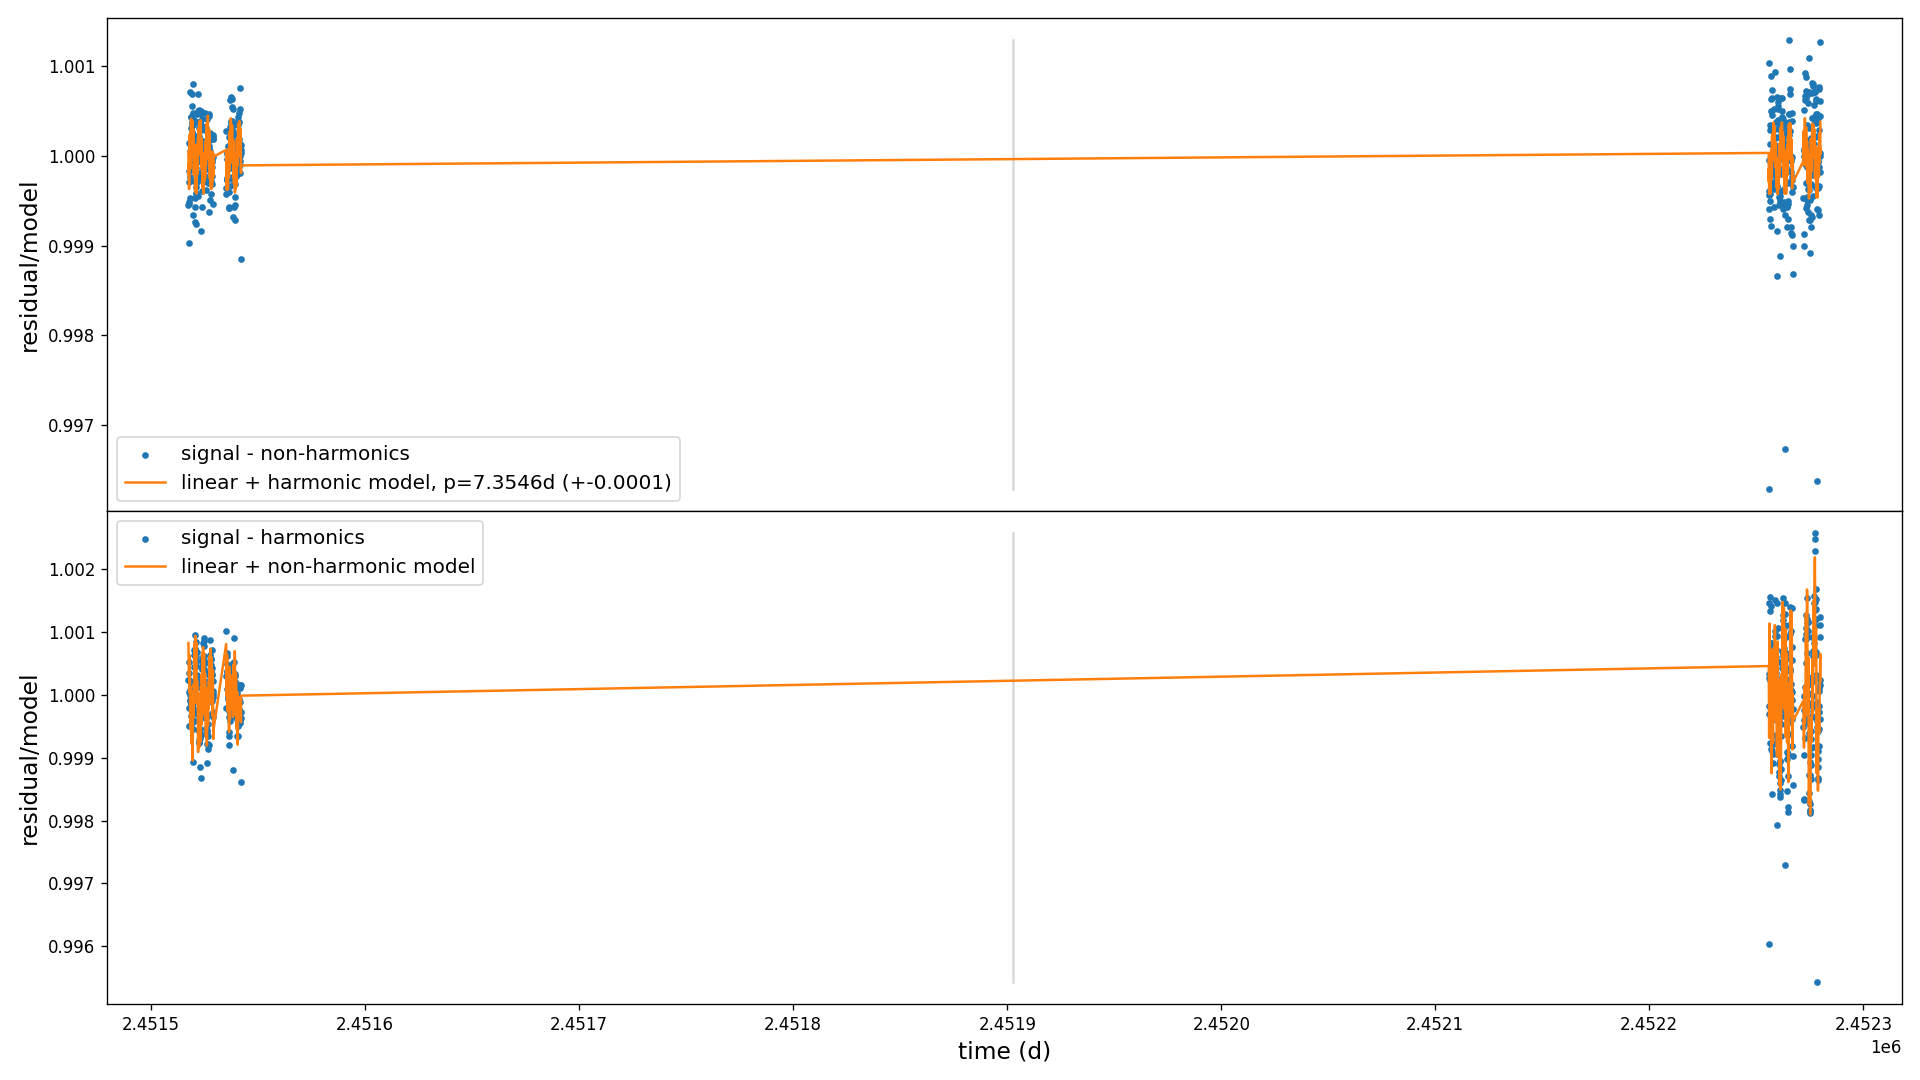 1.001
1.000
0.999
0.998
0.997
residual/model
signal - non-harmonics
linear + harmonic model, p=7.3546d (+-0.0001)
signal - harmonics
linear + non-harmonic model
1.002
1.001
1.000
0.999
0.998
0.997
0.996
residual/model
2.4515 2.4516 2.4517 2.4518 2.4519 2.4520 2.4521 2.4522 2.4523
1e6
time (d)